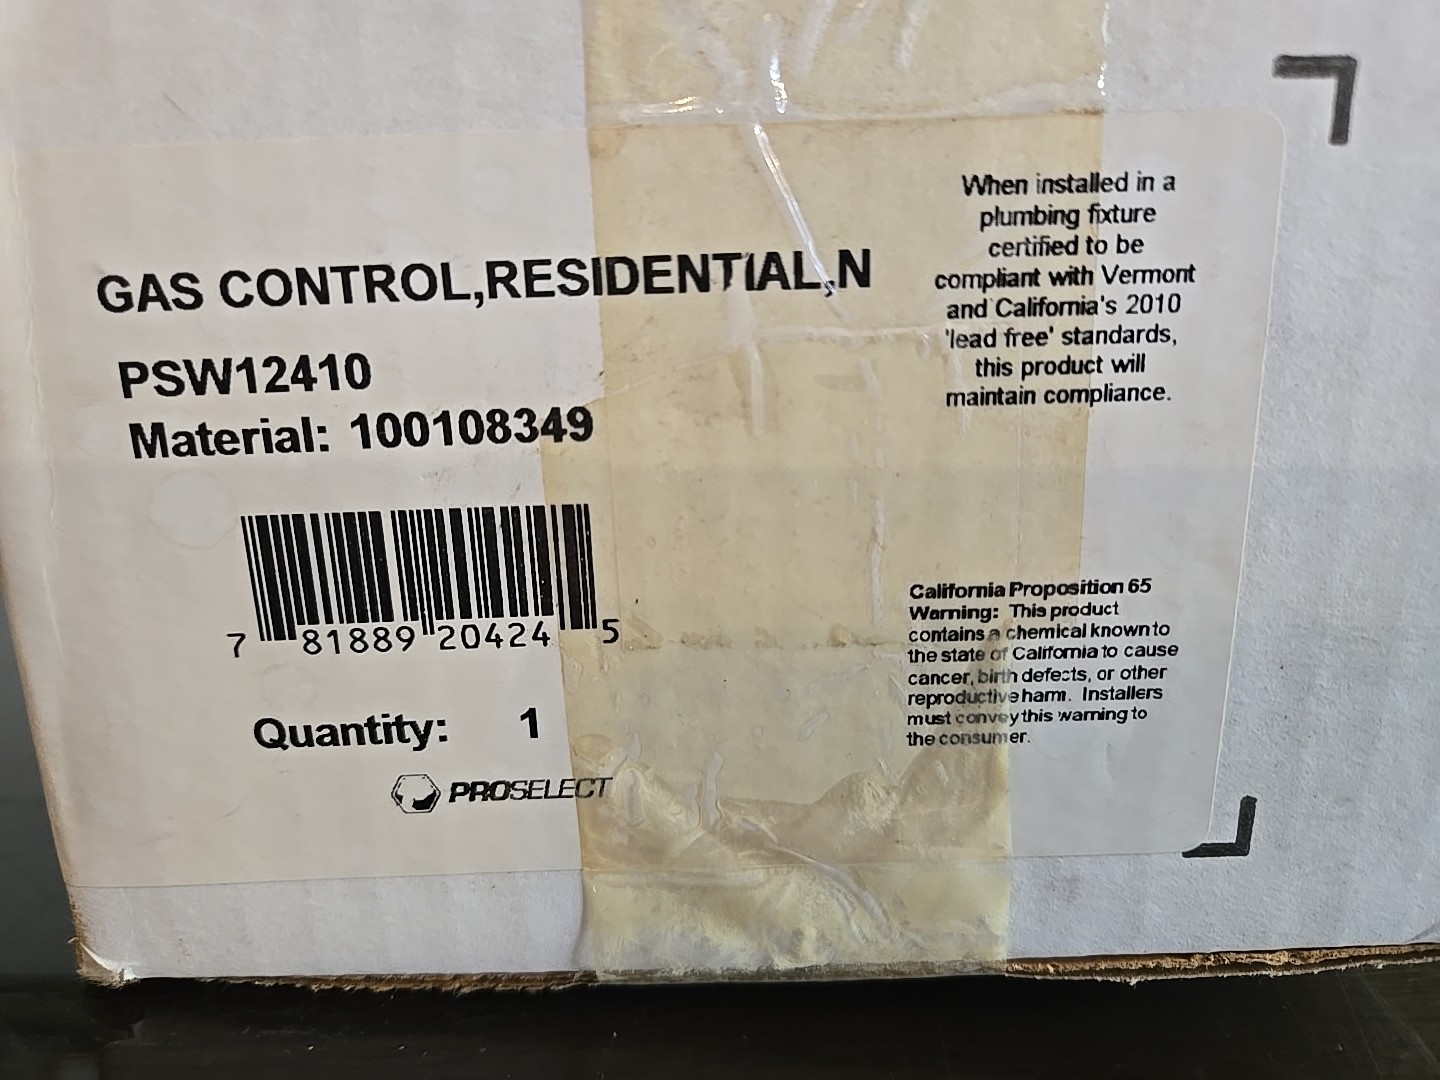 GAS CONTROL,RESIDENTIAL,N
PSW12410
Material: 100108349
7 81889 20424 5
Quantity: 1
PROSELECT
When installed in a
plumbing fixture
certified to be
compliant with Vermont
and California's 2010
'lead free' standards,
this product will
maintain compliance.
California Proposition 65
Warning: This product
contains a chemical known to
the state of California to cause
cancer, birth defects, or other
reproductive harm. Installers
must convey this warning to
the consumer.